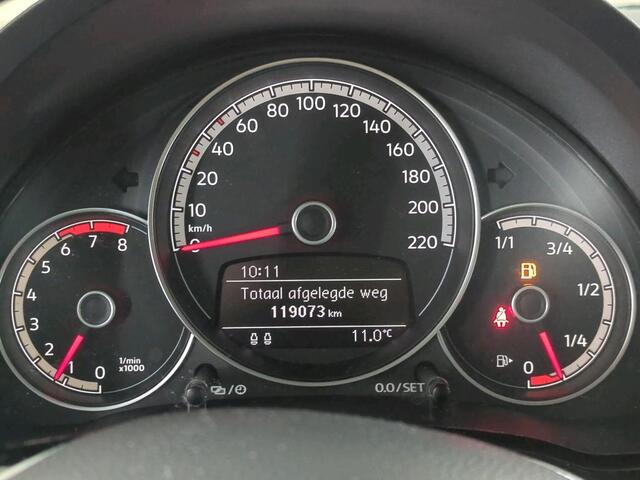 0 10 20 40 60 80 100 120 140 160 180 200 220
km/h
10:11
Totaal afgelegde weg
119073 km
11.0°C
0 1 2 3 4 5 6 7 8
1/min
x1000
1/1 3/4 1/2 1/4 0
0.0/SET